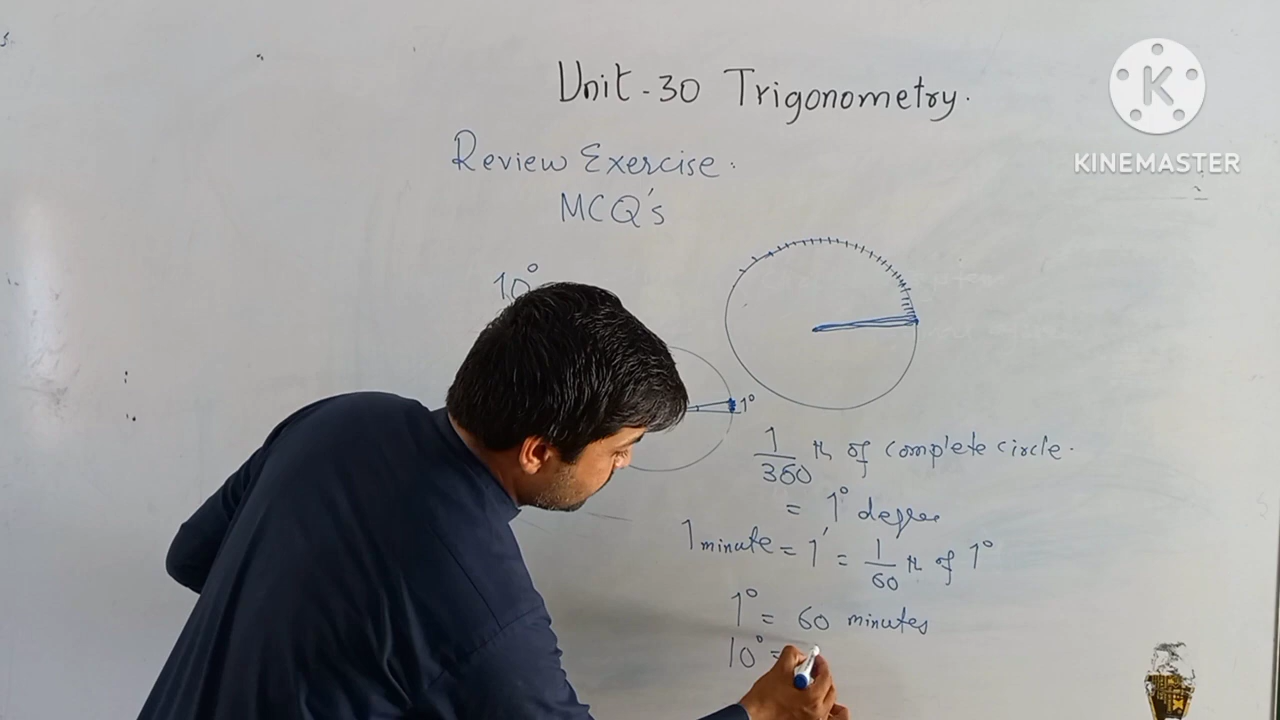 Unit-30 Trigonometry.
K
KINEMASTER
Review Exercise.
MCQ's
10°
1°
1/360 th of complete circle.
= 1° degree
1 minute = 1' = 1/60 th of 1°
1° = 60 minutes
10° =